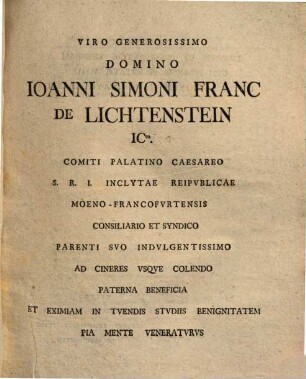 VIRO GENEROSISSIMO
DOMINO
IOANNI SIMONI FRANC
DE LICHTENSTEIN
ICto.
COMITI PALATINO CAESAREO
S. R. I. INCLYTAE REIPVBLICAE
MOENO-FRANCOFVRTENSIS
CONSILIARIO ET SYNDICO
PARENTI SVO INDVLGENTISSIMO
AD CINERES VSQVE COLENDO
PATERNA BENEFICIA
ET EXIMIAM IN TVENDIS STVDIIS BENIGNITATEM
PIA MENTE VENERATVRVS